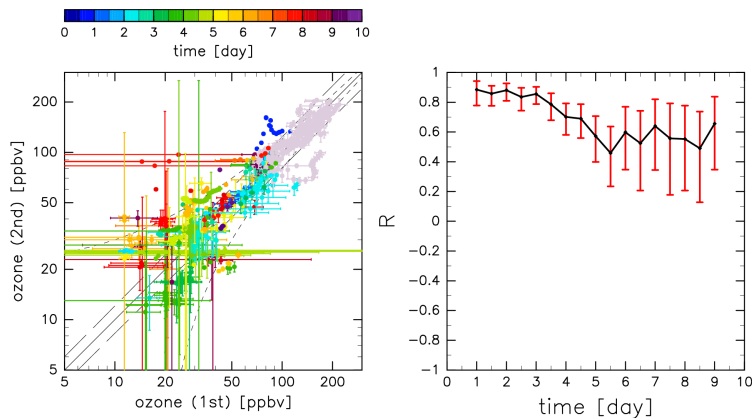 0 1 2 3 4 5 6 7 8 9 10
time [day]
200
100
50
20
10
5
5 10 20 50 100 200
ozone (1st) [ppbv]
ozone (2nd) [ppbv]
1
0.8
0.6
0.4
0.2
0
-0.2
-0.4
-0.6
-0.8
-1
R
0 1 2 3 4 5 6 7 8 9 10
time [day]